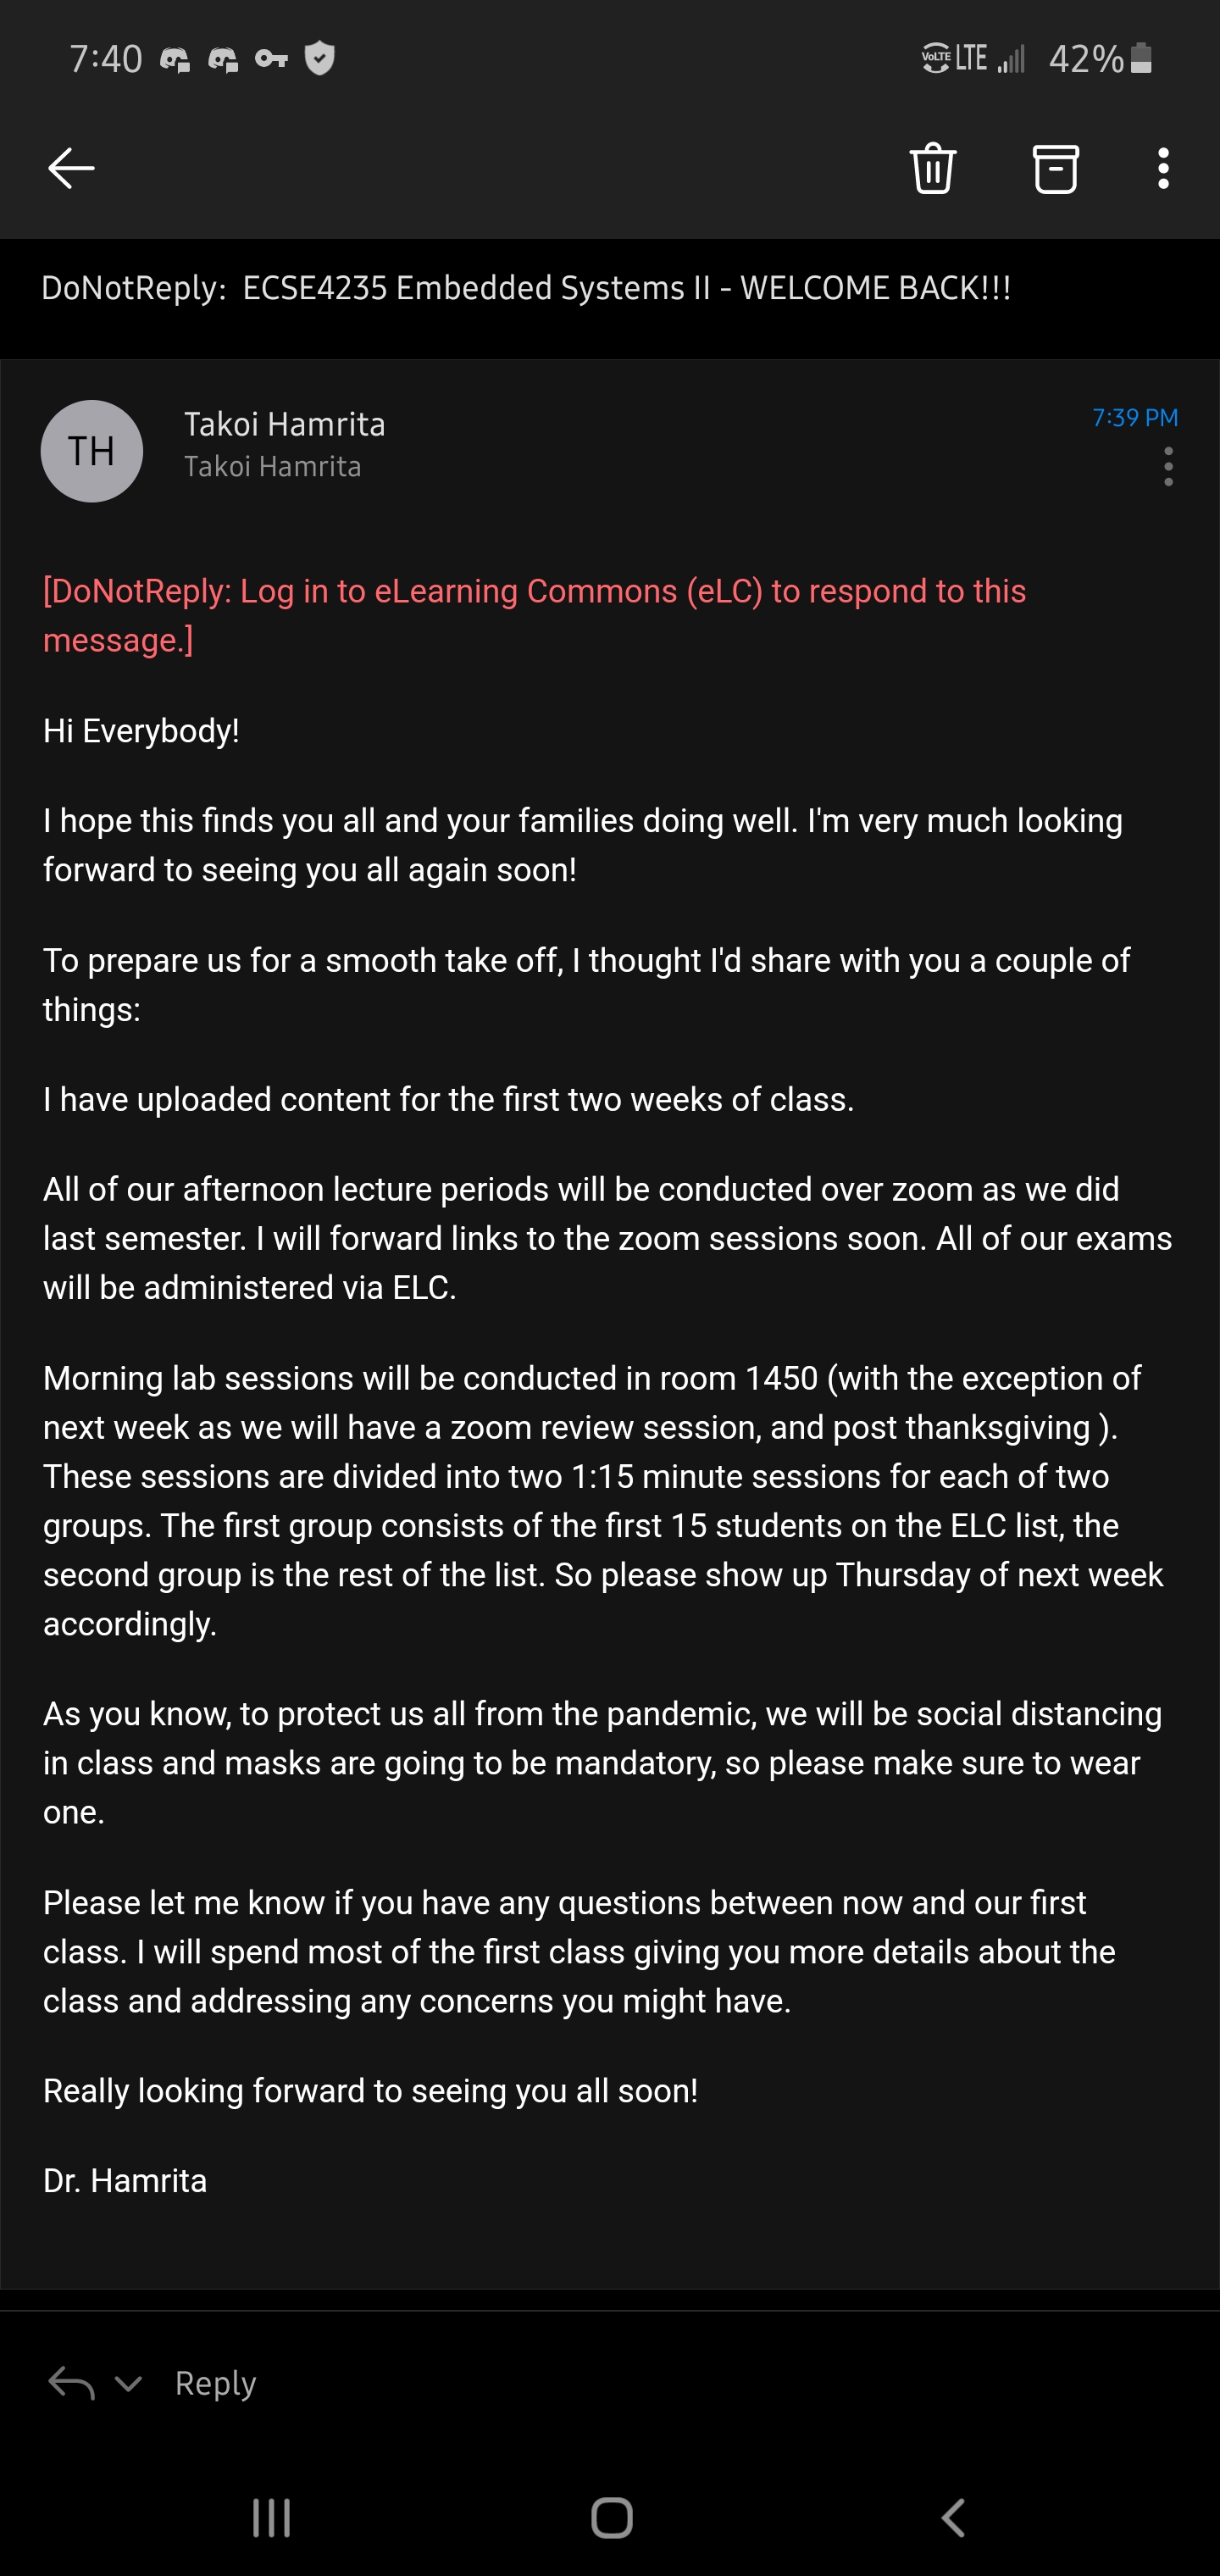 7:40
VoLTE LTE 42%
DoNotReply: ECSE4235 Embedded Systems II - WELCOME BACK!!!
TH
Takoi Hamrita
7:39 PM
Takoi Hamrita
[DoNotReply: Log in to eLearning Commons (eLC) to respond to this
message.]
Hi Everybody!
I hope this finds you all and your families doing well. I'm very much looking
forward to seeing you all again soon!
To prepare us for a smooth take off, I thought I'd share with you a couple of
things:
I have uploaded content for the first two weeks of class.
All of our afternoon lecture periods will be conducted over zoom as we did
last semester. I will forward links to the zoom sessions soon. All of our exams
will be administered via ELC.
Morning lab sessions will be conducted in room 1450 (with the exception of
next week as we will have a zoom review session, and post thanksgiving ).
These sessions are divided into two 1:15 minute sessions for each of two
groups. The first group consists of the first 15 students on the ELC list, the
second group is the rest of the list. So please show up Thursday of next week
accordingly.
As you know, to protect us all from the pandemic, we will be social distancing
in class and masks are going to be mandatory, so please make sure to wear
one.
Please let me know if you have any questions between now and our first
class. I will spend most of the first class giving you more details about the
class and addressing any concerns you might have.
Really looking forward to seeing you all soon!
Dr. Hamrita
Reply